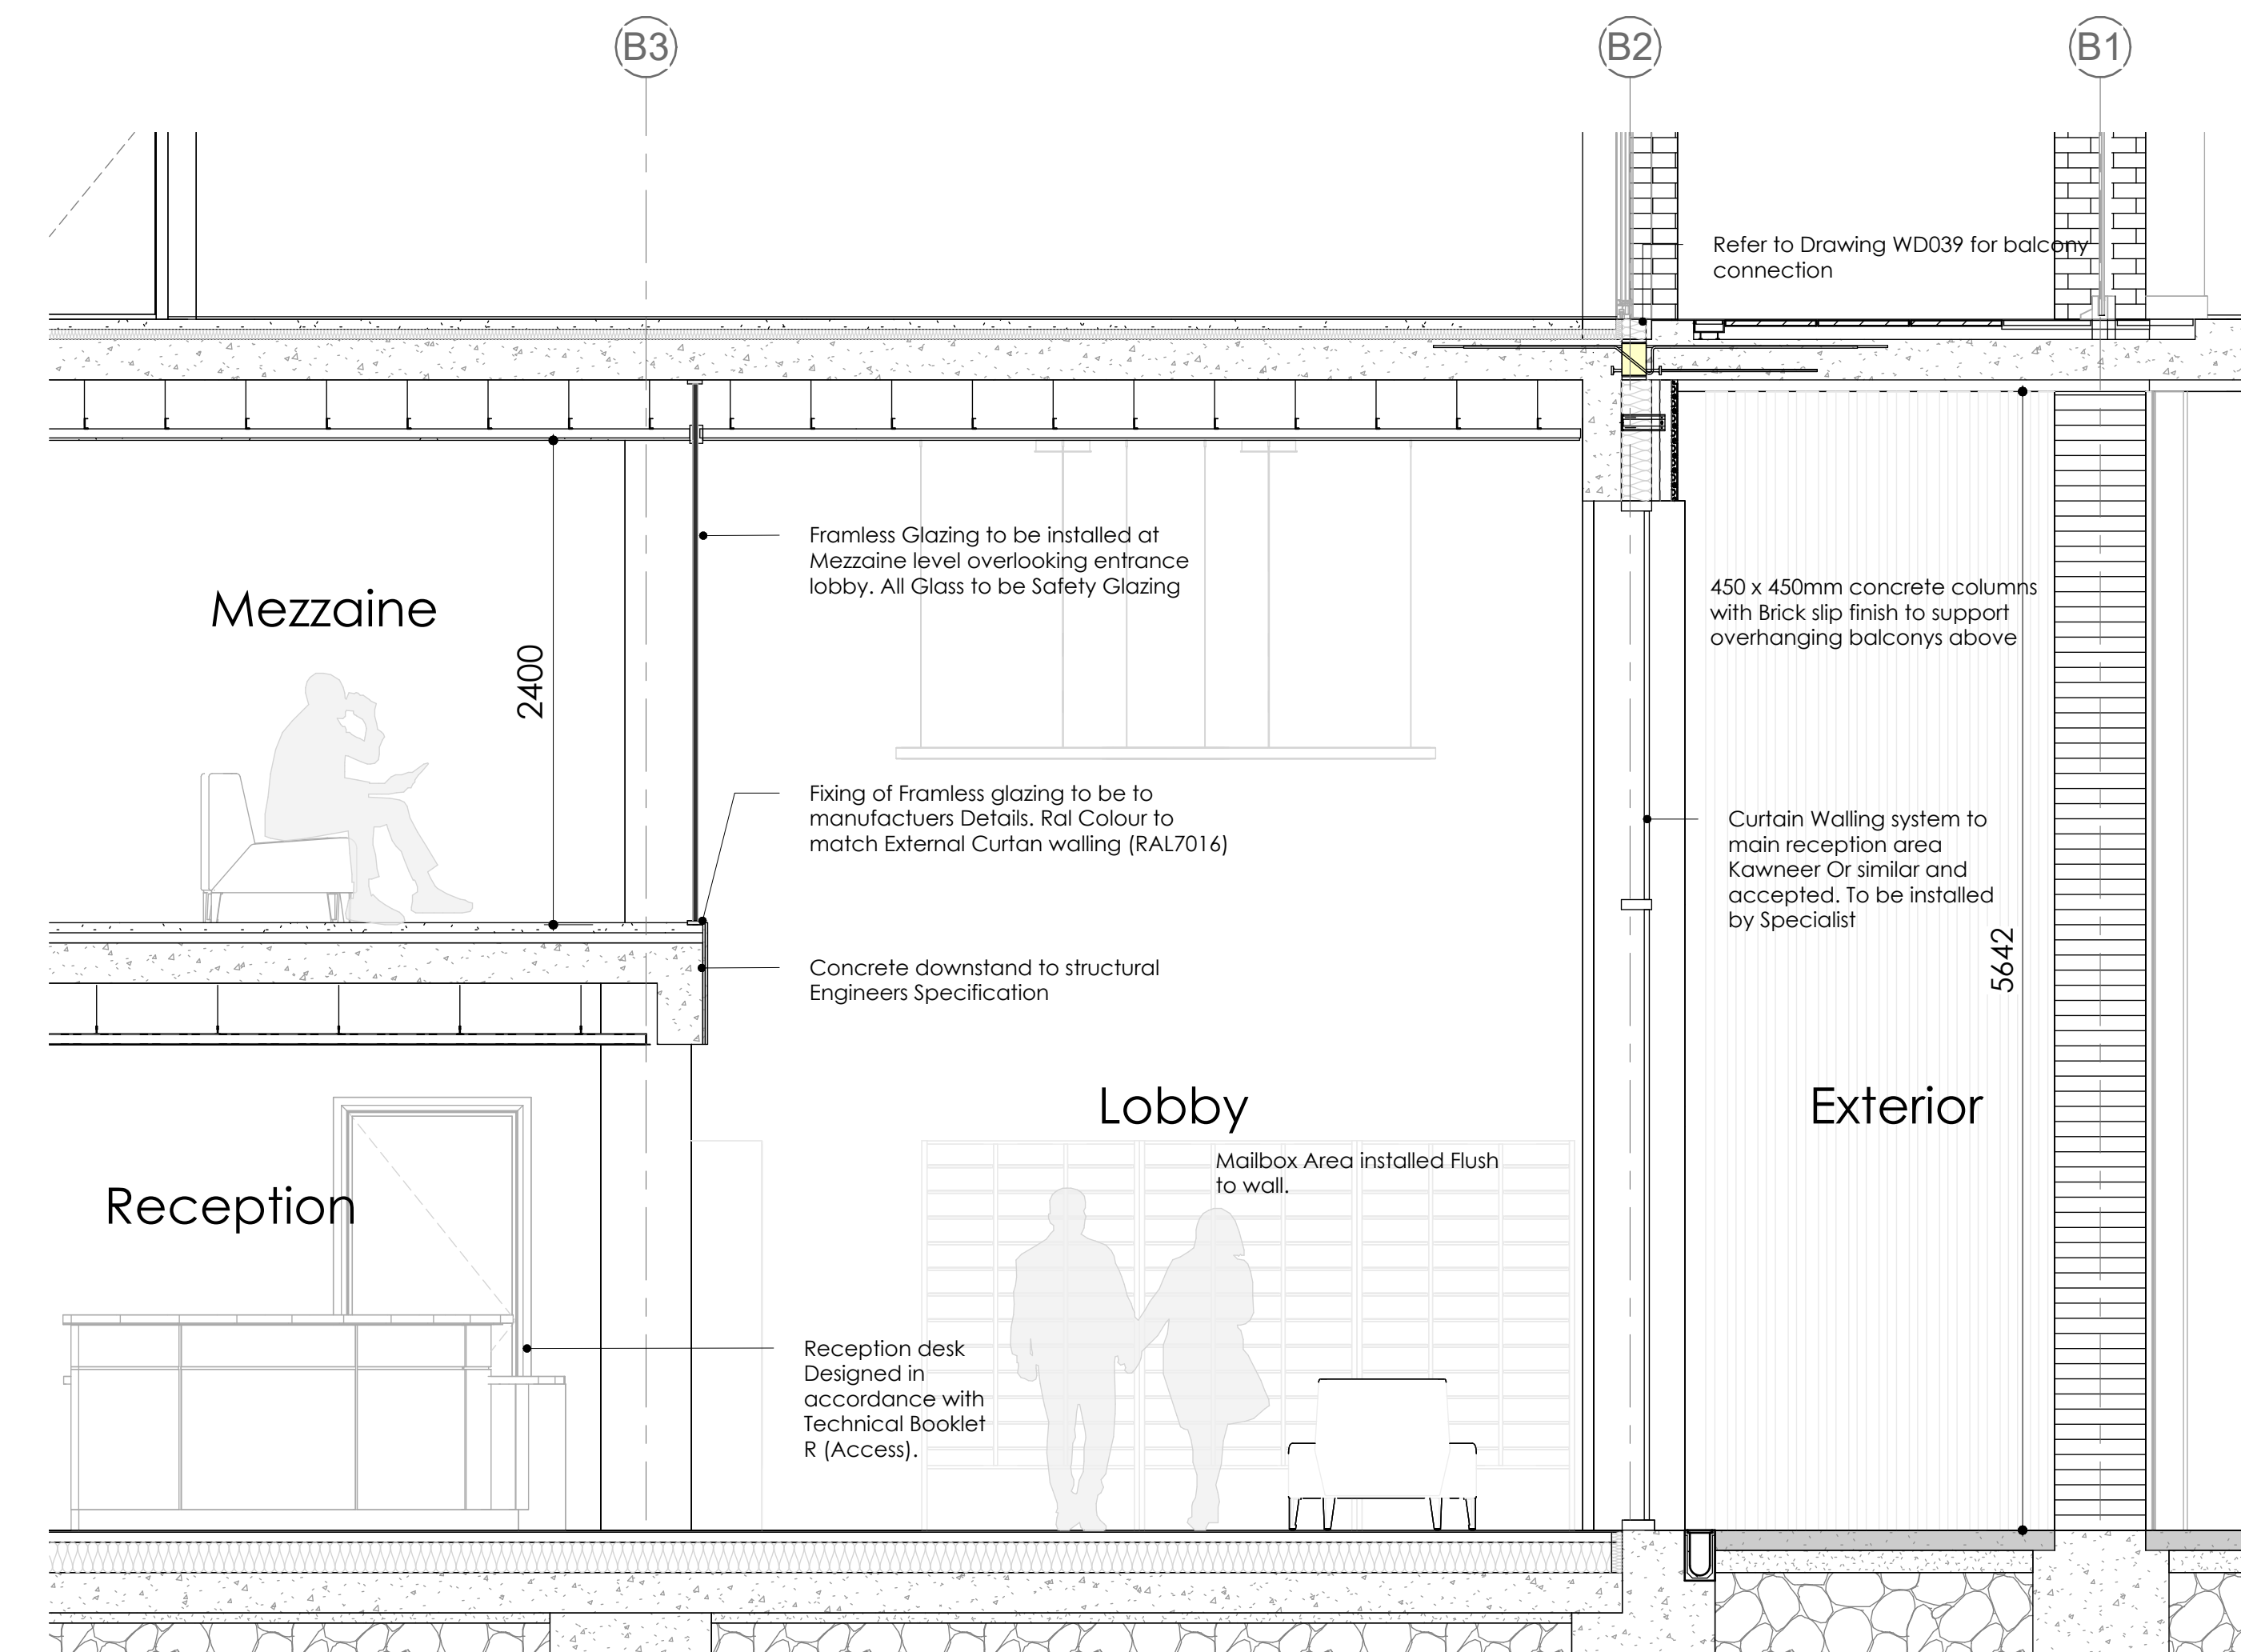 B3
B2
B1
Refer to Drawing WD039 for balcony
connection
Framless Glazing to be installed at
Mezzaine level overlooking entrance
lobby. All Glass to be Safety Glazing
450 x 450mm concrete columns
with Brick slip finish to support
overhanging balconys above
Mezzaine
2400
Fixing of Framless glazing to be to
manufactuers Details. Ral Colour to
match External Curtan walling (RAL7016)
Curtain Walling system to
main reception area
Kawneer Or similar and
accepted. To be installed
by Specialist
5642
Concrete downstand to structural
Engineers Specification
Lobby
Exterior
Mailbox Area installed Flush
to wall.
Reception
Reception desk
Designed in
accordance with
Technical Booklet
R (Access).